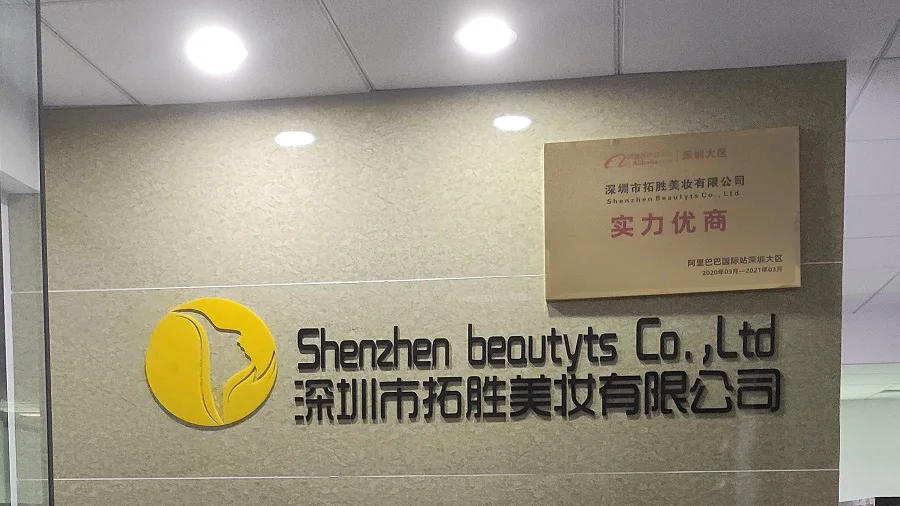 Alibaba 深圳大区
深圳市拓胜美妆有限公司
Shenzhen Beautyts Co.,Ltd
实力优商
阿里巴巴国际站深圳大区
2020年03月—2021年03月
Shenzhen beautyts Co.,Ltd
深圳市拓胜美妆有限公司